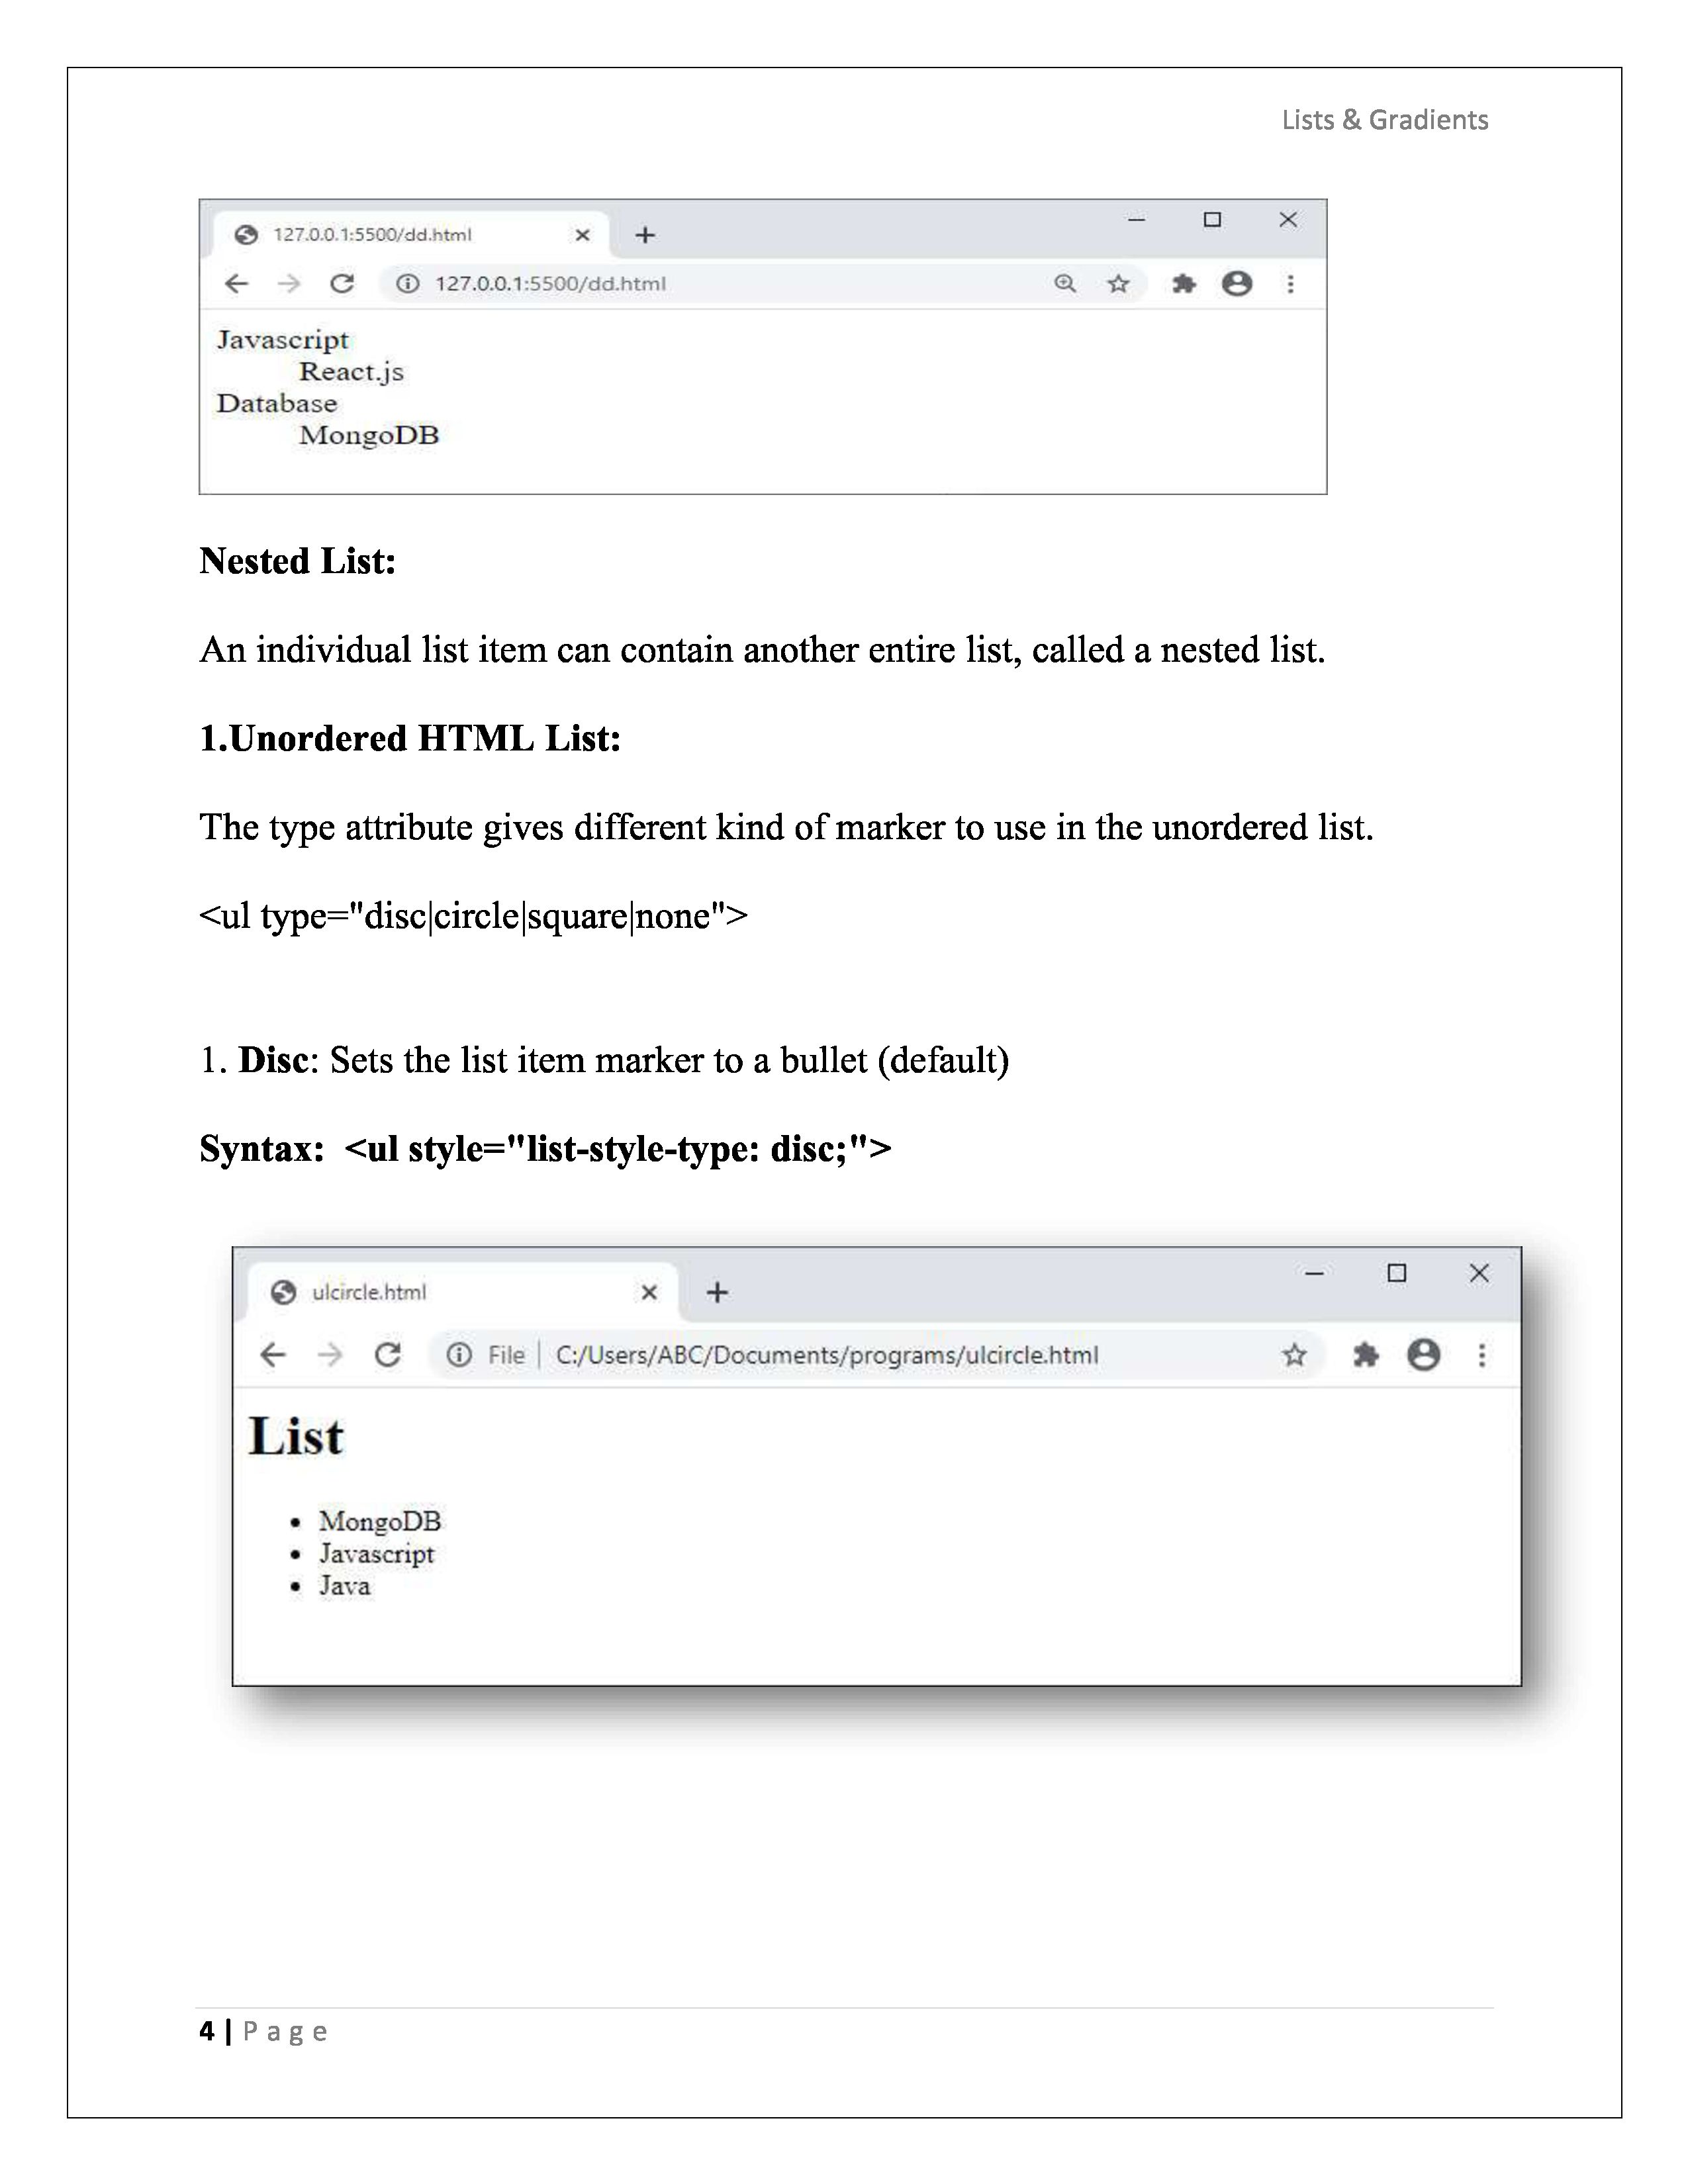 Lists & Gradients
127.0.0.1:5500/dd.html
127.0.0.1:5500/dd.html
Javascript
React.js
Database
MongoDB
Nested List:
An individual list item can contain another entire list, called a nested list.
1.Unordered HTML List:
The type attribute gives different kind of marker to use in the unordered list.
<ul type="disc|circle|square|none">
1. Disc: Sets the list item marker to a bullet (default)
Syntax:  <ul style="list-style-type: disc;">
ulcircle.html
File | C:/Users/ABC/Documents/programs/ulcircle.html
List
• MongoDB
• Javascript
• Java
4 | Page